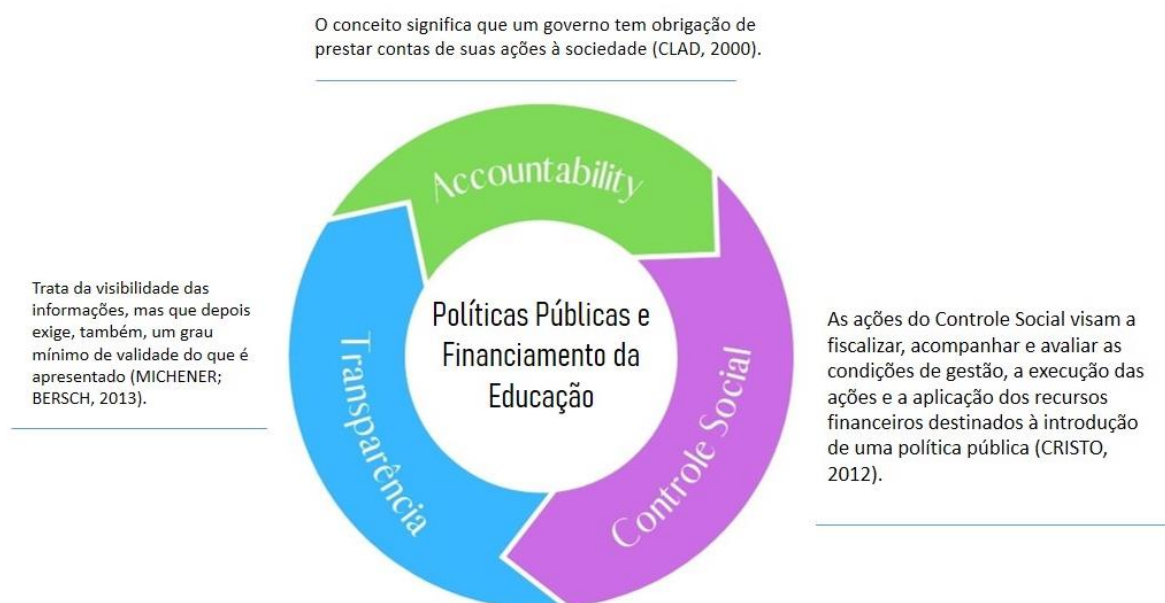 O conceito significa que um governo tem obrigação de
prestar contas de suas ações à sociedade (CLAD, 2000).
Accountability
Trata da visibilidade das
informações, mas que depois
exige, também, um grau
mínimo de validade do que é
apresentado (MICHENER;
BERSCH, 2013).
Transparência
Políticas Públicas e
Financiamento da
Educação
Controle Social
As ações do Controle Social visam a
fiscalizar, acompanhar e avaliar as
condições de gestão, a execução das
ações e a aplicação dos recursos
financeiros destinados à introdução
de uma política pública (CRISTO,
2012).